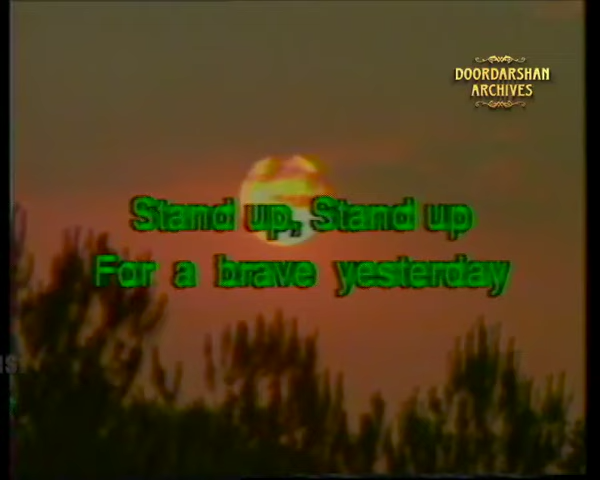 DOORDARSHAN
ARCHIVES
Stand up, Stand up
For a brave yesterday